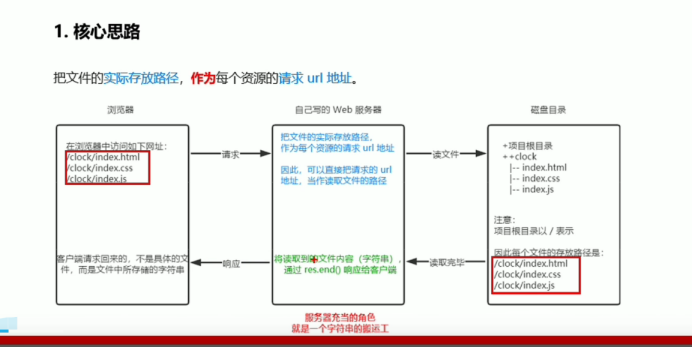 1. 核心思路
把文件的实际存放路径，作为每个资源的请求 url 地址。
浏览器
自己写的 Web 服务器
磁盘目录
在浏览器中访问如下网址：
/clock/index.html
/clock/index.css
/clock/index.js
客户端请求回来的，不是具体的文
件，而是文件中所存储的字符串
请求
响应
把文件的实际存放路径，
作为每个资源的请求 url 地址
因此，可以直接把请求的 url
地址，当作读取文件的路径
将读取到的文件内容（字符串），
通过 res.end() 响应给客户端
读文件
读取完毕
+项目根目录
++clock
|-- index.html
|-- index.css
|-- index.js
注意：
项目根目录以 / 表示
因此每个文件的存放路径是：
/clock/index.html
/clock/index.css
/clock/index.js
服务器充当的角色
就是一个字符串的搬运工